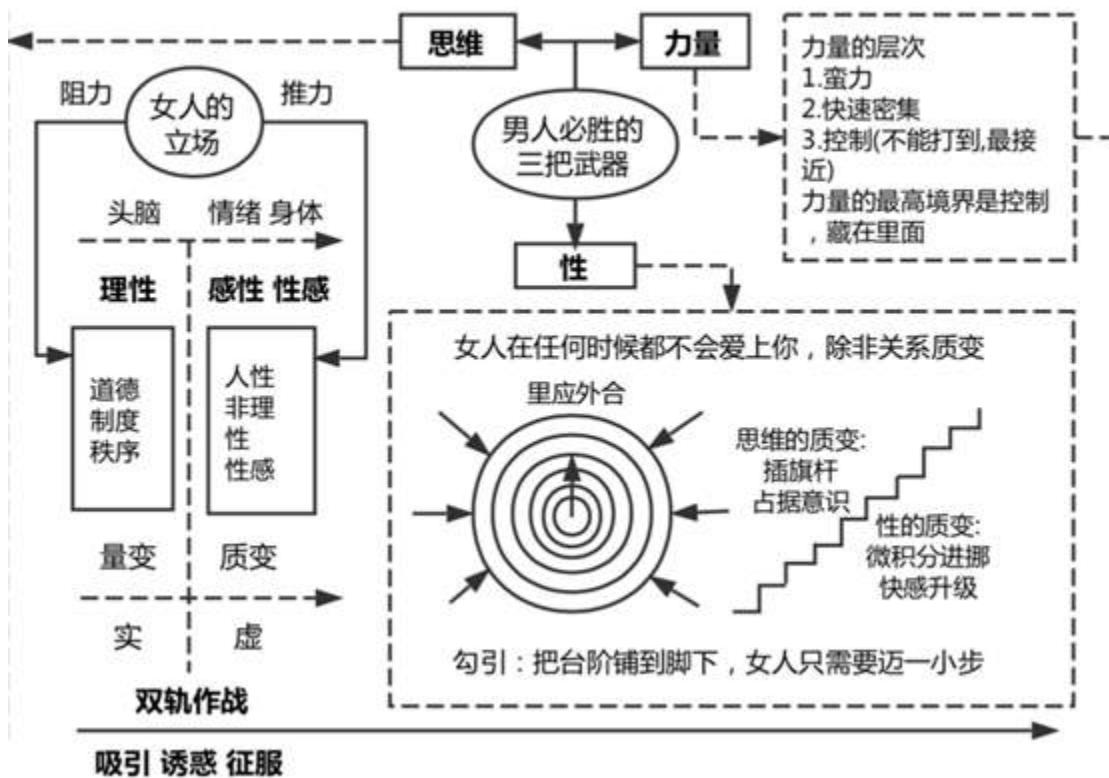 思维
力量
力量的层次
1.蛮力
2.快速密集
3.控制(不能打到,最接
近)
力量的最高境界是控制
，藏在里面
阻力
女人的
立场
推力
男人必胜的
三把武器
头脑
情绪 身体
理性
感性 性感
性
道德
制度
秩序
人性
非理
性
性感
女人在任何时候都不会爱上你，除非关系质变
里应外合
思维的质变:
插旗杆
占据意识
性的质变:
微积分进挪
快感升级
量变
质变
实
虚
勾引：把台阶铺到脚下，女人只需要迈一小步
双轨作战
吸引 诱惑 征服